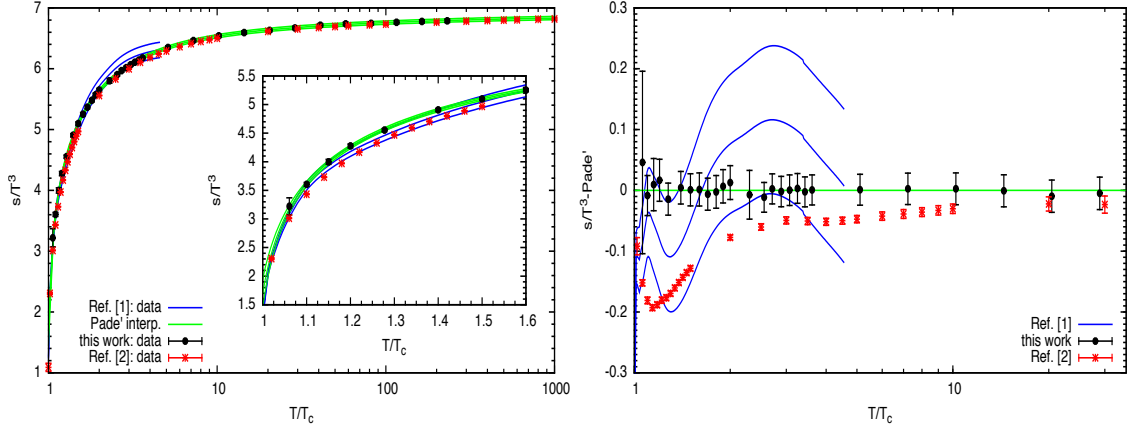 s/T³
7
6
5
4
3
2
1
1
10
100
1000
T/Tc
Ref. [1]: data
Pade' interp.
this work: data
Ref. [2]: data
s/T³
5.5
5
4.5
4
3.5
3
2.5
2
1.5
1
1.1
1.2
1.3
1.4
1.5
1.6
T/Tc
s/T³-Pade'
0.3
0.2
0.1
0
-0.1
-0.2
-0.3
1
10
T/Tc
Ref. [1]
this work
Ref. [2]